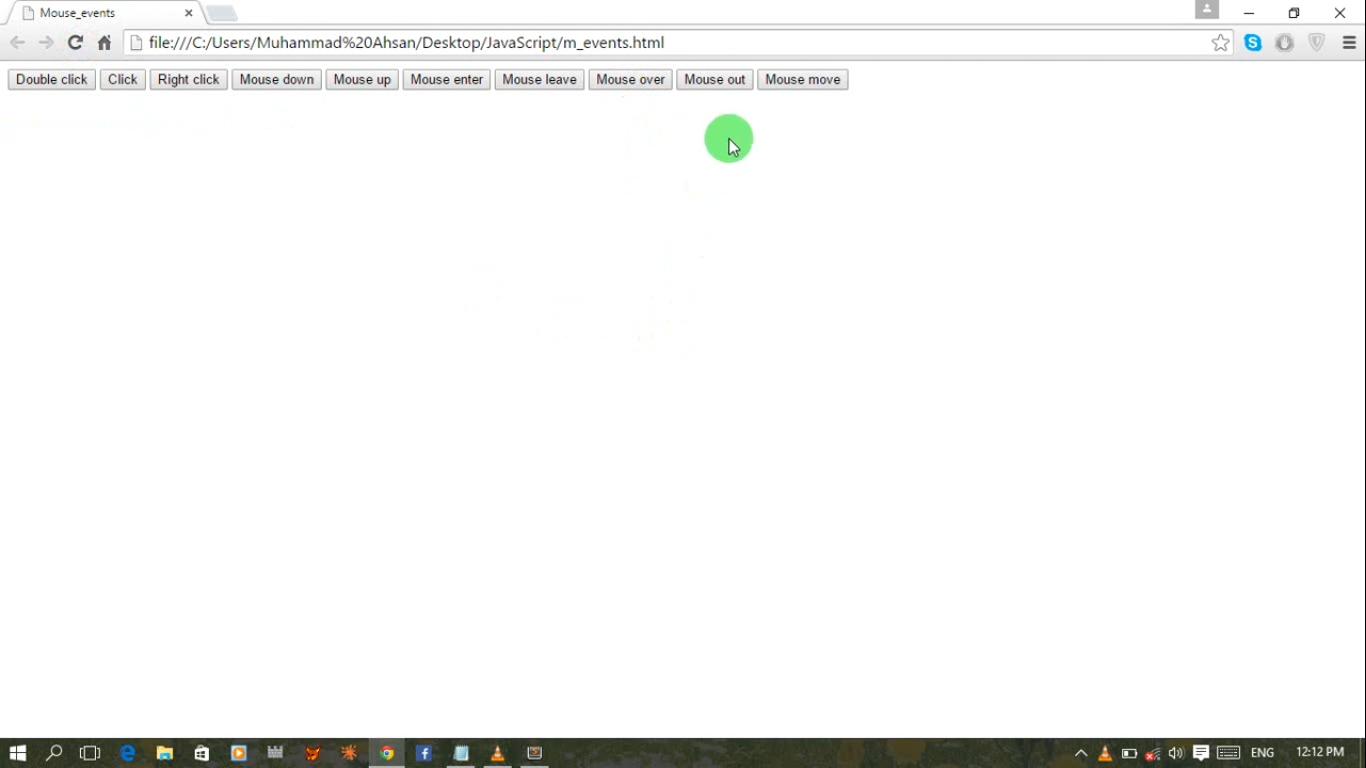 Mouse_events
file:///C:/Users/Muhammad%20Ahsan/Desktop/JavaScript/m_events.html
Double click Click Right click Mouse down Mouse up Mouse enter Mouse leave Mouse over Mouse out Mouse move
ENG 12:12 PM